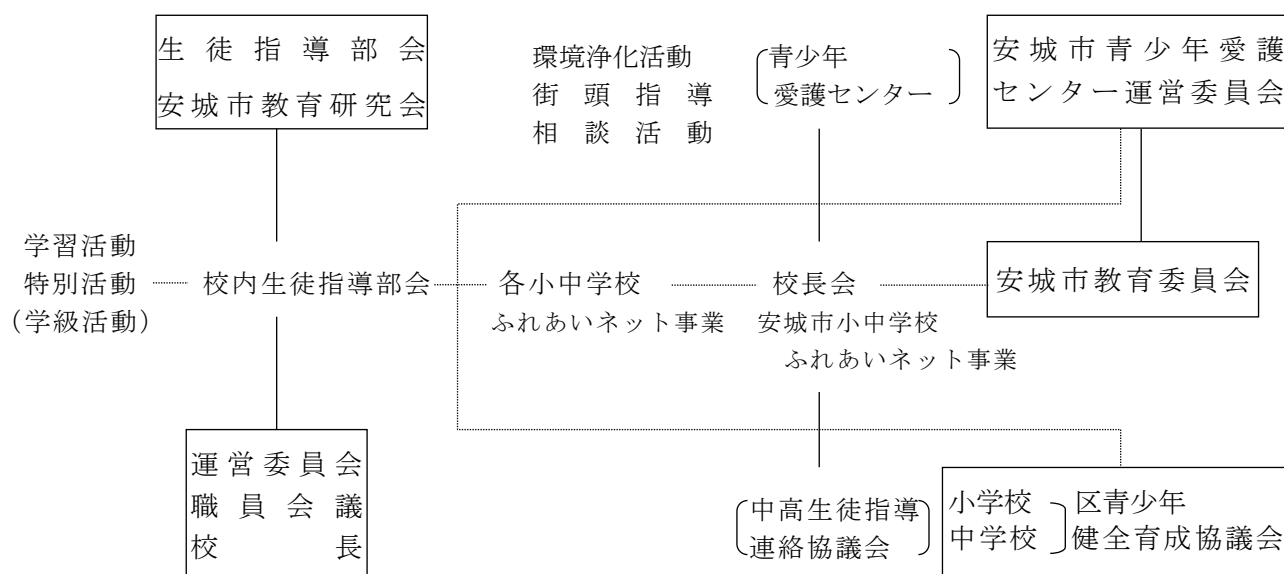 生徒指導部会
安城市教育研究会
環境浄化活動
街頭指導
相談活動
青少年
愛護センター
安城市青少年愛護
センター運営委員会
学習活動
特別活動
（学級活動）
校内生徒指導部会
各小中学校
ふれあいネット事業
校長会
安城市小中学校
ふれあいネット事業
安城市教育委員会
運営委員会
職員会議
校長
中高生徒指導
連絡協議会
小学校
中学校
区青少年
健全育成協議会